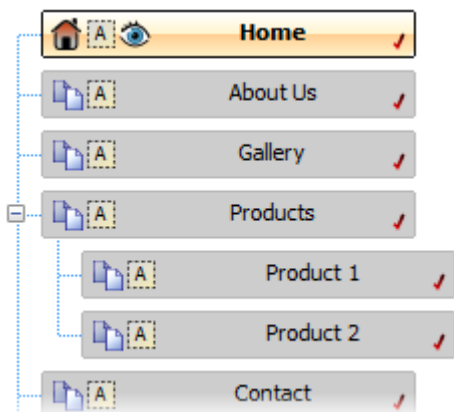 A Home
A About Us
A Gallery
A Products
A Product 1
A Product 2
A Contact